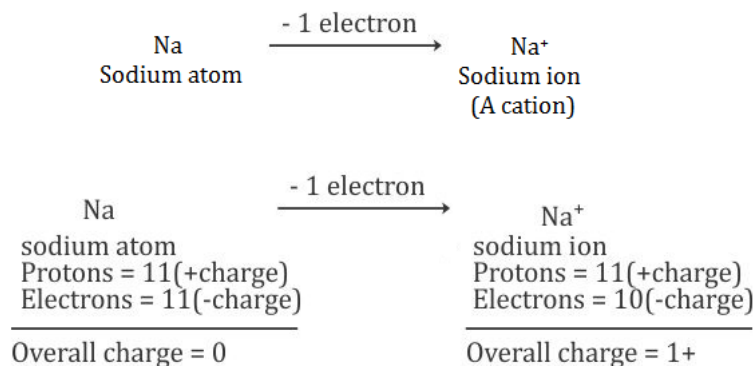 - 1 electron
Na Na⁺
Sodium atom Sodium ion
(A cation)
- 1 electron
Na Na⁺
sodium atom sodium ion
Protons = 11(+charge) Protons = 11(+charge)
Electrons = 11(-charge) Electrons = 10(-charge)
Overall charge = 0 Overall charge = 1+